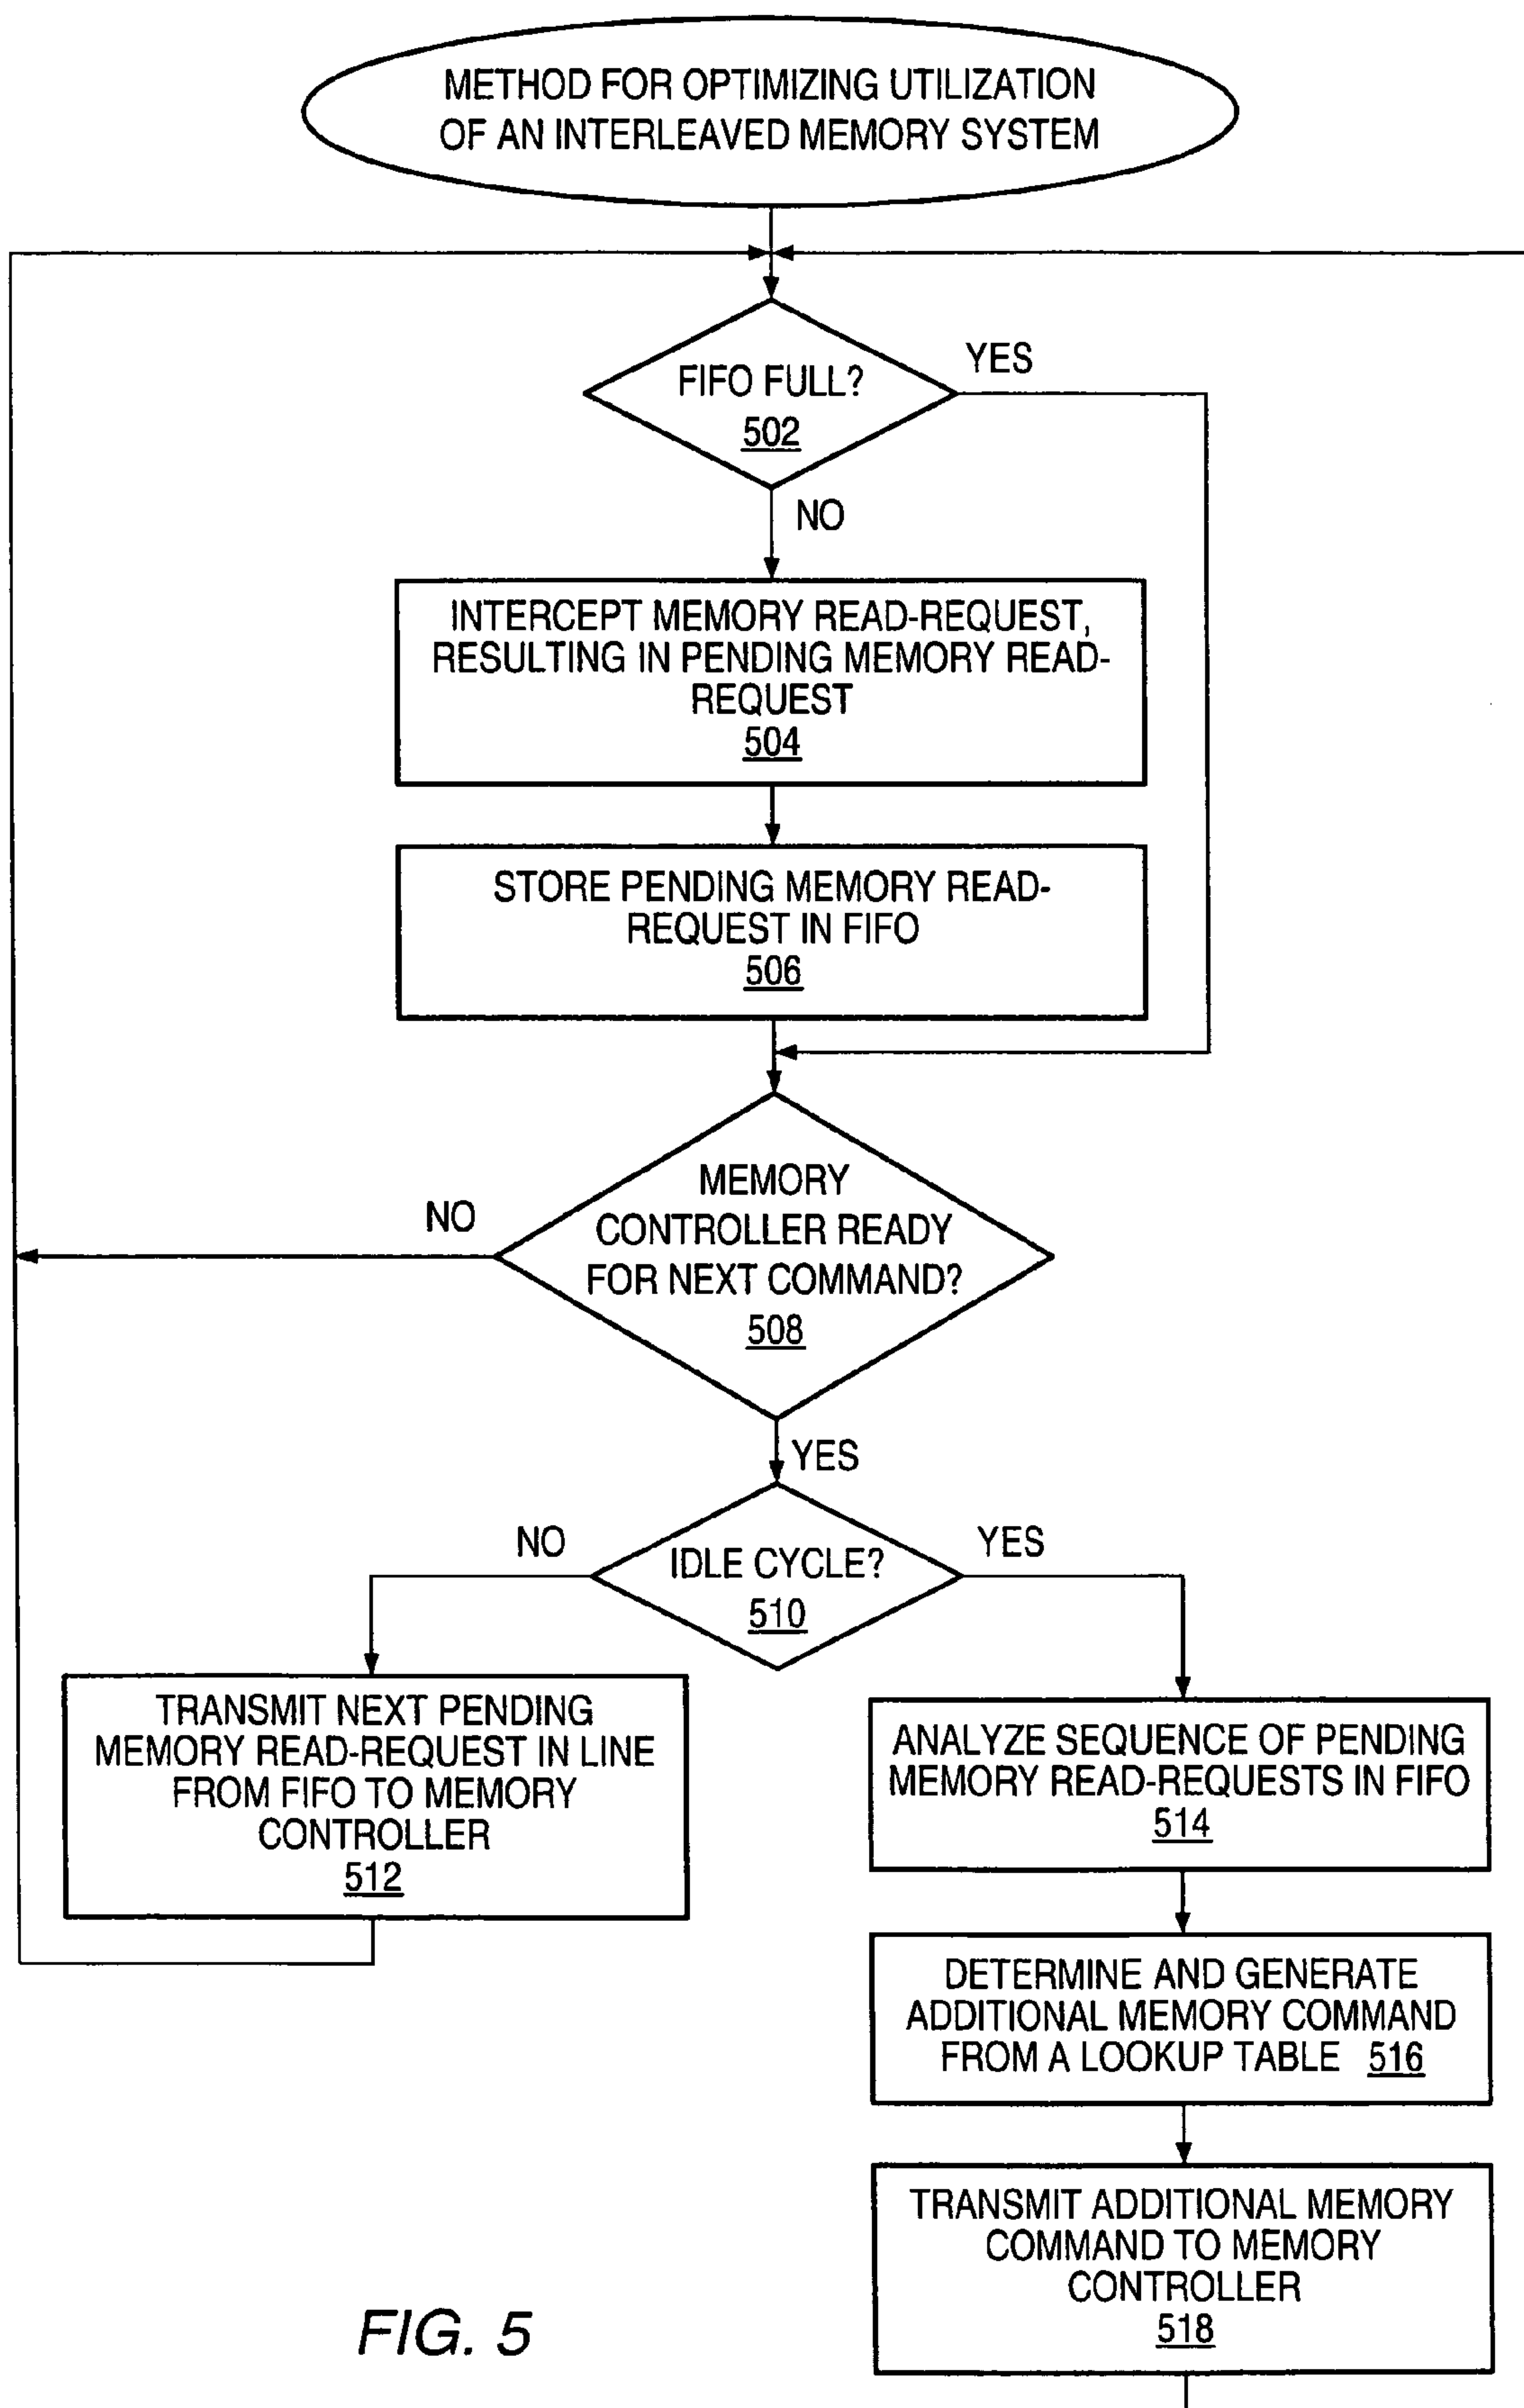 METHOD FOR OPTIMIZING UTILIZATION
OF AN INTERLEAVED MEMORY SYSTEM
FIFO FULL?
502
YES
NO
INTERCEPT MEMORY READ-REQUEST,
RESULTING IN PENDING MEMORY READ-
REQUEST
504
STORE PENDING MEMORY READ-
REQUEST IN FIFO
506
MEMORY
CONTROLLER READY
FOR NEXT COMMAND?
508
NO
YES
IDLE CYCLE?
510
NO
YES
TRANSMIT NEXT PENDING
MEMORY READ-REQUEST IN LINE
FROM FIFO TO MEMORY
CONTROLLER
512
ANALYZE SEQUENCE OF PENDING
MEMORY READ-REQUESTS IN FIFO
514
DETERMINE AND GENERATE
ADDITIONAL MEMORY COMMAND
FROM A LOOKUP TABLE 516
TRANSMIT ADDITIONAL MEMORY
COMMAND TO MEMORY
CONTROLLER
518
FIG. 5